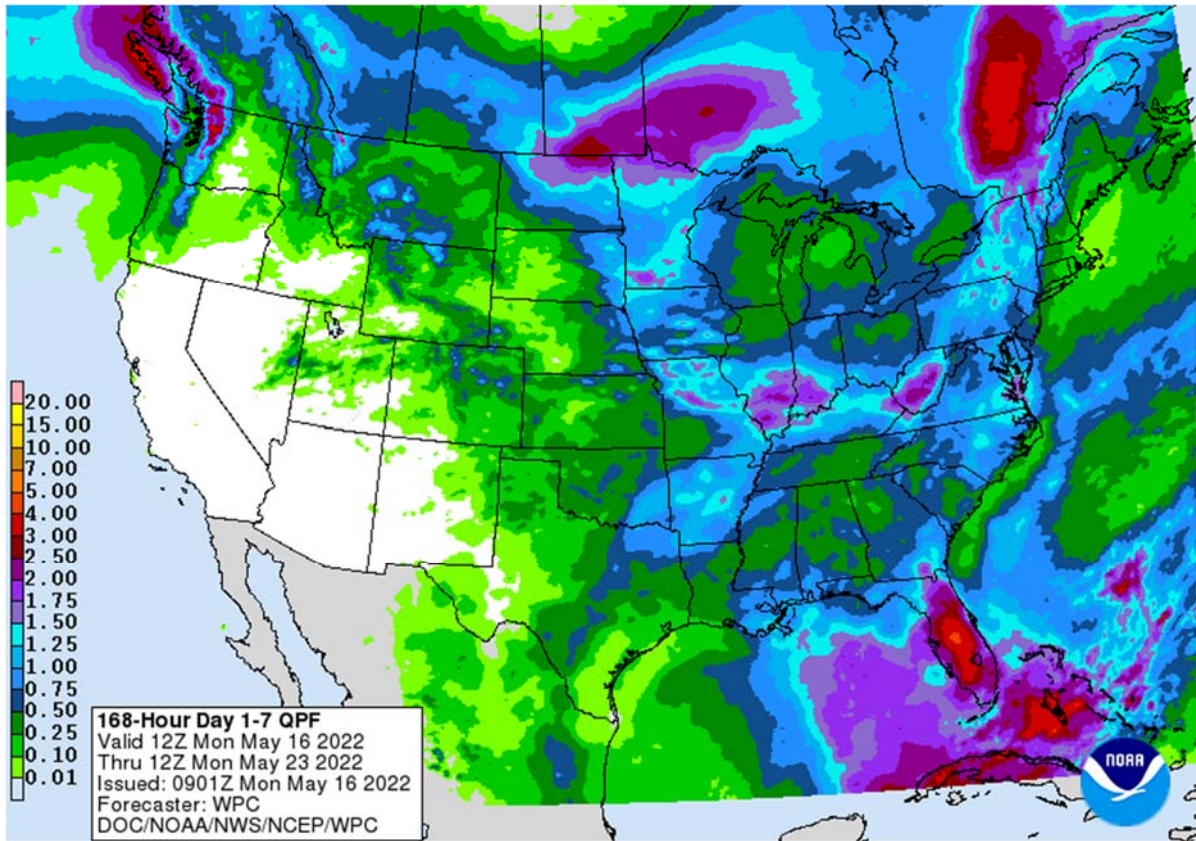 20.00
15.00
10.00
7.00
5.00
4.00
3.00
2.50
2.00
1.75
1.50
1.25
1.00
0.75
0.50
0.25
0.10
0.01
168-Hour Day 1-7 QPF
Valid 12Z Mon May 16 2022
Thru 12Z Mon May 23 2022
Issued: 0901Z Mon May 16 2022
Forecaster: WPC
DOC/NOAA/NWS/NCEP/WPC
NOAA